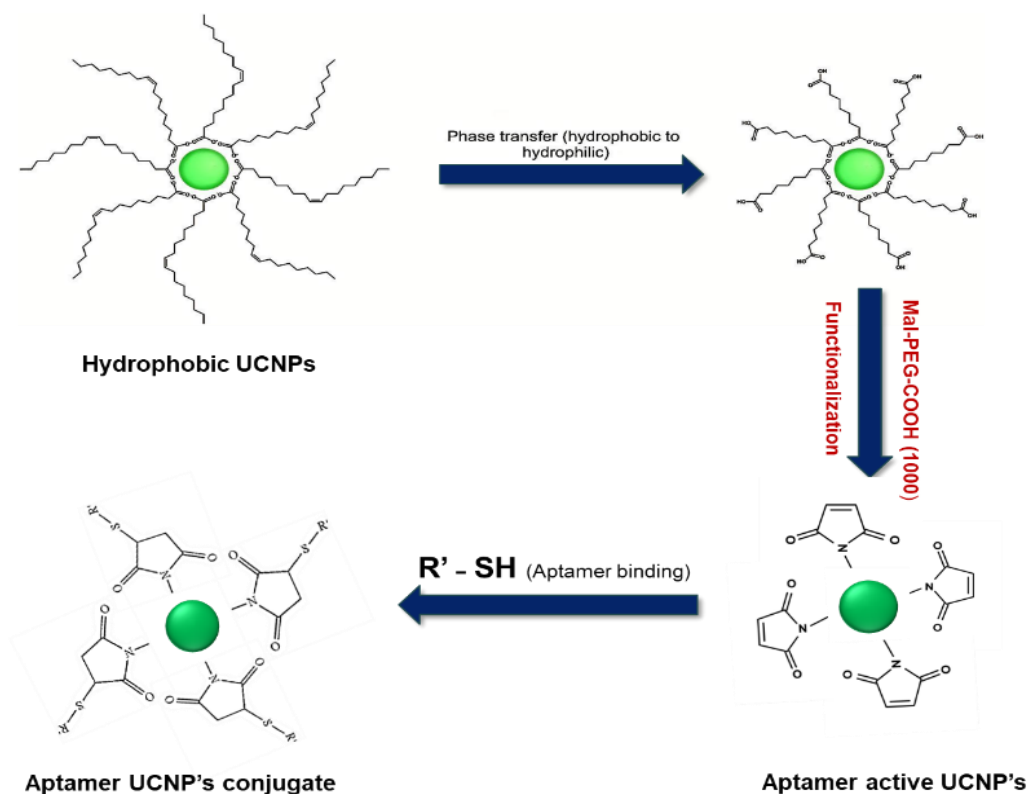 Phase transfer (hydrophobic to
hydrophilic)
Hydrophobic UCNPs
Mal-PEG-COOH (1000)
Functionalization
R' - SH (Aptamer binding)
Aptamer UCNP's conjugate
Aptamer active UCNP's